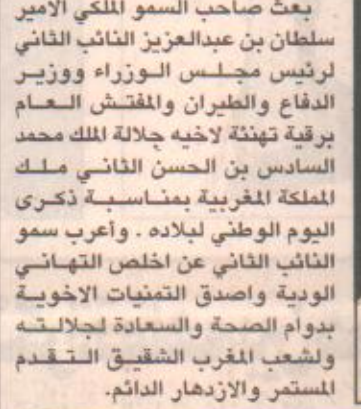 بعث صاحب السمو الملكي الامير
سلطان بن عبدالعزيز النائب الثاني
لرئيس مجلس الوزراء ووزير
الدفاع والطيران والمفتش العام
برقية تهنئة لاخيه جلالة الملك محمد
السادس بن الحسن الثاني ملك
المملكة المغربية بمناسبة ذكرى
اليوم الوطني لبلاده . وأعرب سمو
النائب الثاني عن اخلص التهاني
الودية واصدق التمنيات الاخوية
بدوام الصحة والسعادة لجلالته
ولشعب المغرب الشقيق التقدم
المستمر والازدهار الدائم.